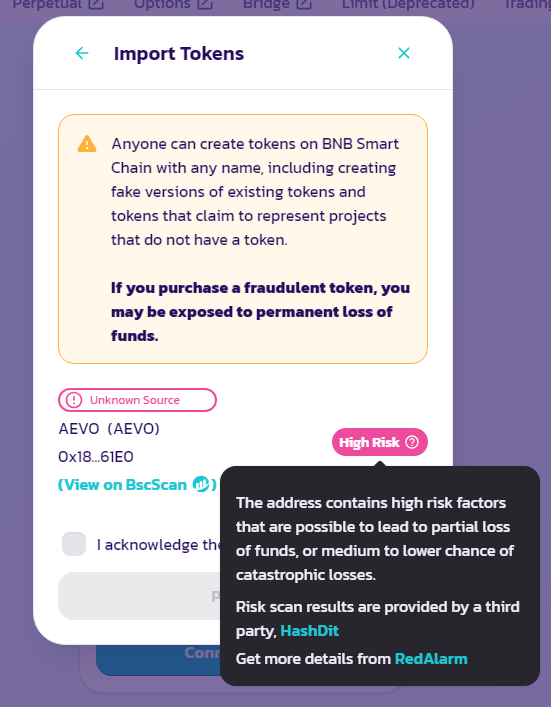 Perpetual Options Bridge Limit (Deprecated) Trading
Import Tokens
Anyone can create tokens on BNB Smart
Chain with any name, including creating
fake versions of existing tokens and
tokens that claim to represent projects
that do not have a token.
If you purchase a fraudulent token, you
may be exposed to permanent loss of
funds.
Unknown Source
AEVO (AEVO)
High Risk
0x18...61E0
(View on BscScan)
The address contains high risk factors
that are possible to lead to partial loss
of funds, or medium to lower chance of
catastrophic losses.
Risk scan results are provided by a third
party, HashDit
Get more details from RedAlarm
I acknowledge the
Conn